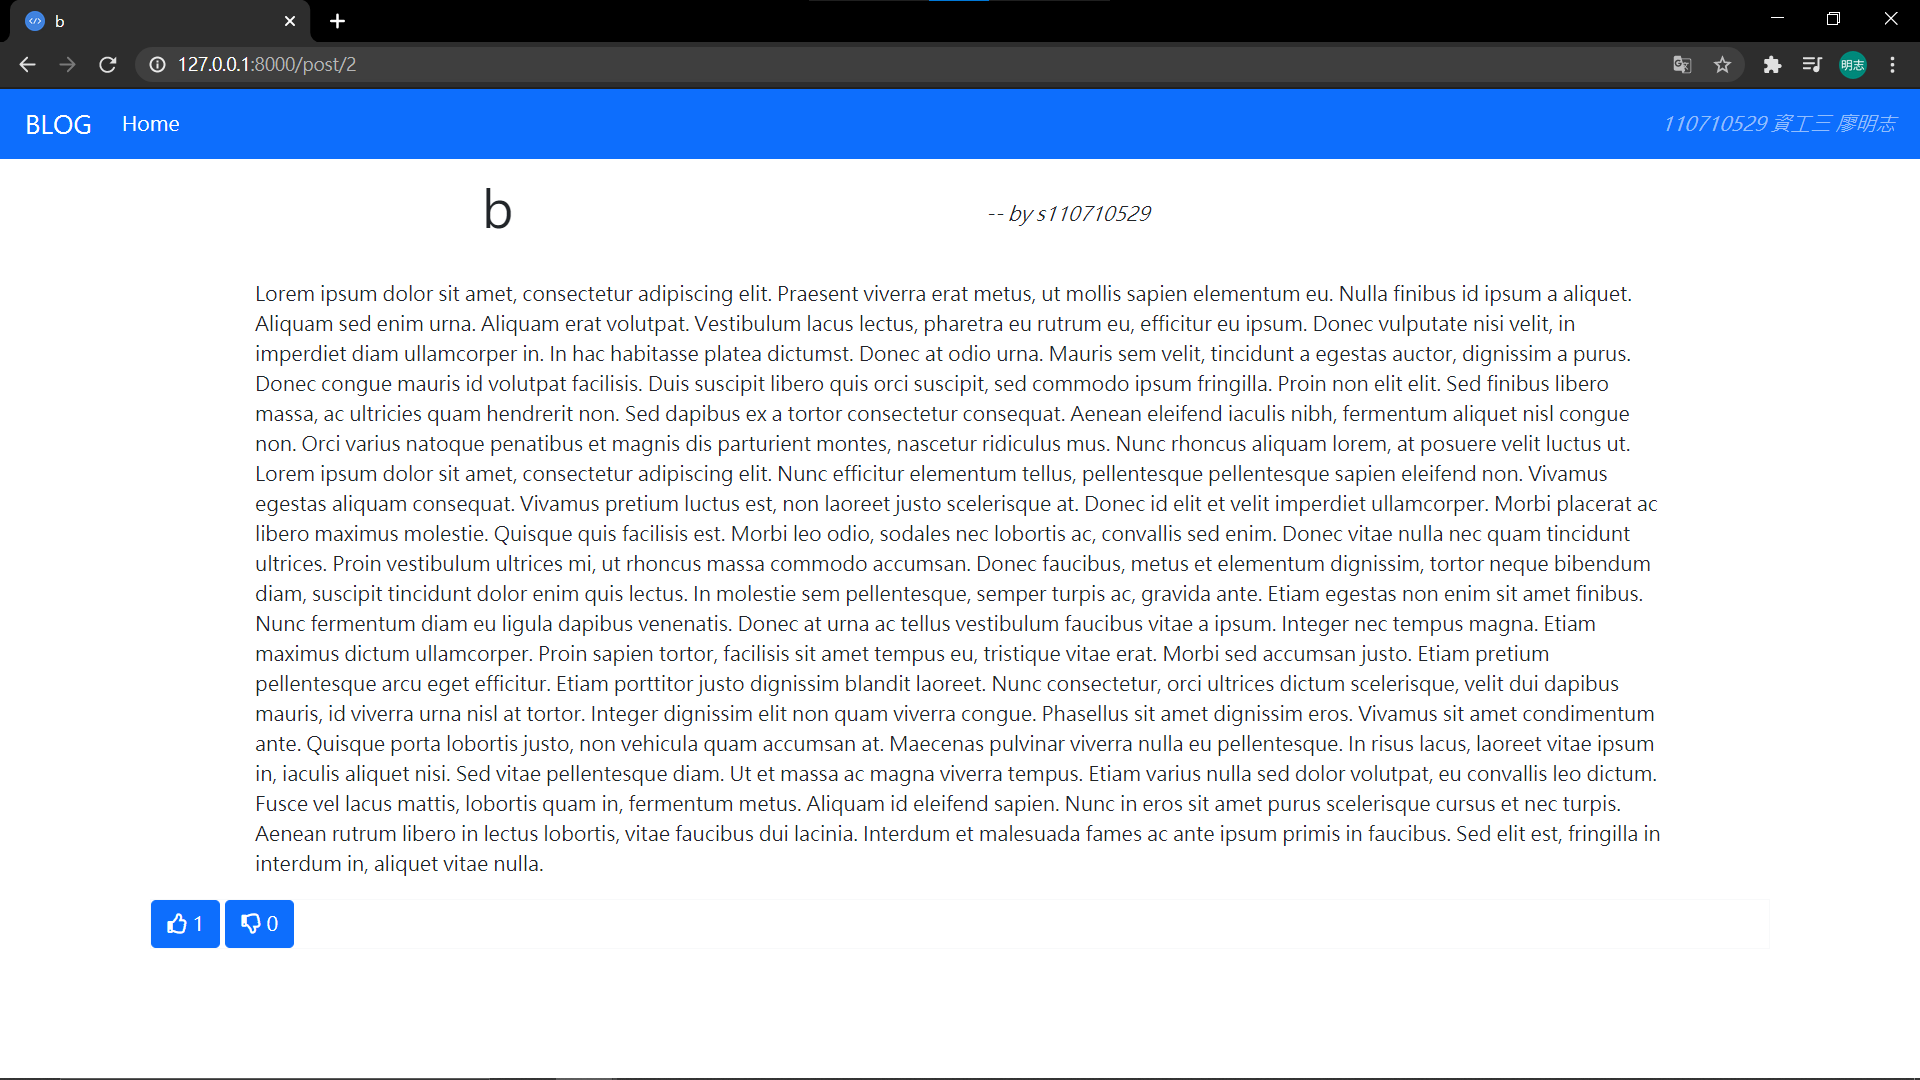 b
127.0.0.1:8000/post/2
明志
BLOG
Home
110710529 資工三 廖明志
b
-- by s110710529
Lorem ipsum dolor sit amet, consectetur adipiscing elit. Praesent viverra erat metus, ut mollis sapien elementum eu. Nulla finibus id ipsum a aliquet.
Aliquam sed enim urna. Aliquam erat volutpat. Vestibulum lacus lectus, pharetra eu rutrum eu, efficitur eu ipsum. Donec vulputate nisi velit, in
imperdiet diam ullamcorper in. In hac habitasse platea dictumst. Donec at odio urna. Mauris sem velit, tincidunt a egestas auctor, dignissim a purus.
Donec congue mauris id volutpat facilisis. Duis suscipit libero quis orci suscipit, sed commodo ipsum fringilla. Proin non elit elit. Sed finibus libero
massa, ac ultricies quam hendrerit non. Sed dapibus ex a tortor consectetur consequat. Aenean eleifend iaculis nibh, fermentum aliquet nisl congue
non. Orci varius natoque penatibus et magnis dis parturient montes, nascetur ridiculus mus. Nunc rhoncus aliquam lorem, at posuere velit luctus ut.
Lorem ipsum dolor sit amet, consectetur adipiscing elit. Nunc efficitur elementum tellus, pellentesque pellentesque sapien eleifend non. Vivamus
egestas aliquam consequat. Vivamus pretium luctus est, non laoreet justo scelerisque at. Donec id elit et velit imperdiet ullamcorper. Morbi placerat ac
libero maximus molestie. Quisque quis facilisis est. Morbi leo odio, sodales nec lobortis ac, convallis sed enim. Donec vitae nulla nec quam tincidunt
ultrices. Proin vestibulum ultrices mi, ut rhoncus massa commodo accumsan. Donec faucibus, metus et elementum dignissim, tortor neque bibendum
diam, suscipit tincidunt dolor enim quis lectus. In molestie sem pellentesque, semper turpis ac, gravida ante. Etiam egestas non enim sit amet finibus.
Nunc fermentum diam eu ligula dapibus venenatis. Donec at urna ac tellus vestibulum faucibus vitae a ipsum. Integer nec tempus magna. Etiam
maximus dictum ullamcorper. Proin sapien tortor, facilisis sit amet tempus eu, tristique vitae erat. Morbi sed accumsan justo. Etiam pretium
pellentesque arcu eget efficitur. Etiam porttitor justo dignissim blandit laoreet. Nunc consectetur, orci ultrices dictum scelerisque, velit dui dapibus
mauris, id viverra urna nisl at tortor. Integer dignissim elit non quam viverra congue. Phasellus sit amet dignissim eros. Vivamus sit amet condimentum
ante. Quisque porta lobortis justo, non vehicula quam accumsan at. Maecenas pulvinar viverra nulla eu pellentesque. In risus lacus, laoreet vitae ipsum
in, iaculis aliquet nisi. Sed vitae pellentesque diam. Ut et massa ac magna viverra tempus. Etiam varius nulla sed dolor volutpat, eu convallis leo dictum.
Fusce vel lacus mattis, lobortis quam in, fermentum metus. Aliquam id eleifend sapien. Nunc in eros sit amet purus scelerisque cursus et nec turpis.
Aenean rutrum libero in lectus lobortis, vitae faucibus dui lacinia. Interdum et malesuada fames ac ante ipsum primis in faucibus. Sed elit est, fringilla in
interdum in, aliquet vitae nulla.
1
0